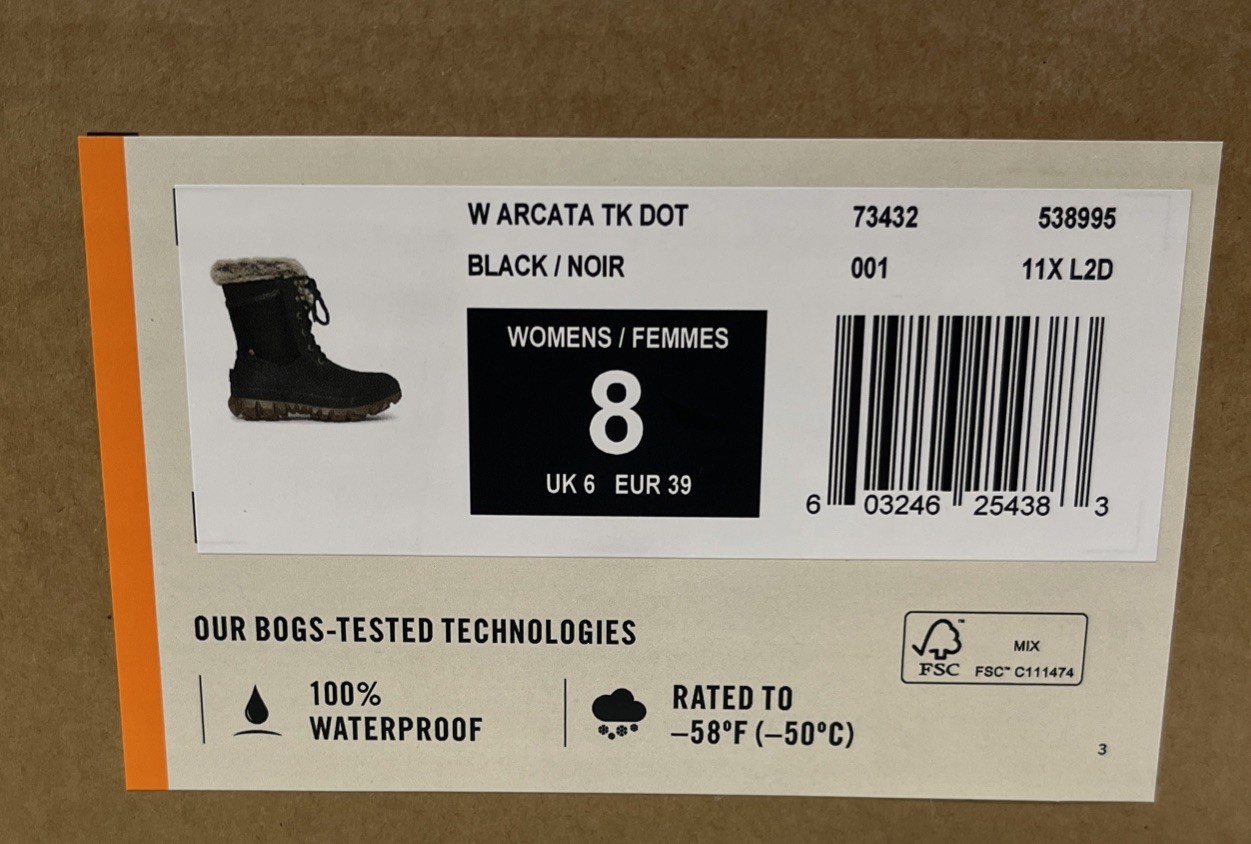 W ARCATA TK DOT 73432 538995
BLACK / NOIR 001 11X L2D
WOMENS / FEMMES
8
UK 6 EUR 39
6 03246 25438 3
OUR BOGS-TESTED TECHNOLOGIES
100%
WATERPROOF
RATED TO
–58°F (–50°C)
FSC™
MIX
FSC™ C111474
3